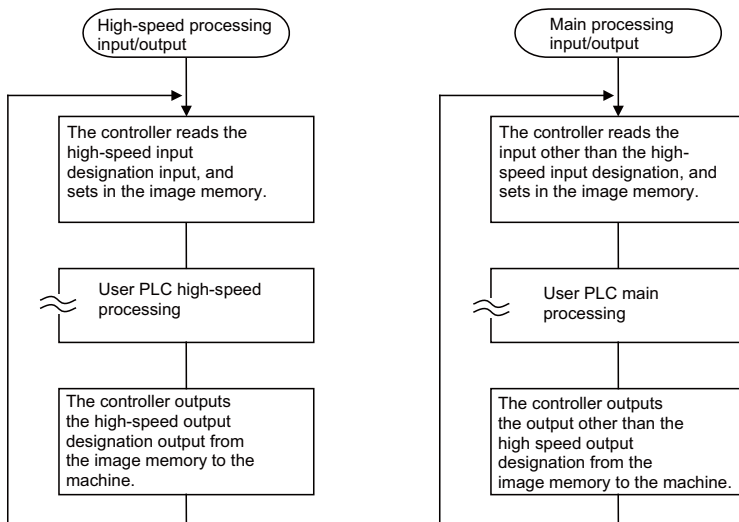 High-speed processing
input/output
The controller reads the
high-speed input
designation input, and
sets in the image memory.
User PLC high-speed
processing
The controller outputs
the high-speed output
designation output from
the image memory to the
machine.
Main processing
input/output
The controller reads the
input other than the high-
speed input designation, and
sets in the image memory.
User PLC main
processing
The controller outputs
the output other than the
high speed output
designation from the
image memory to the machine.